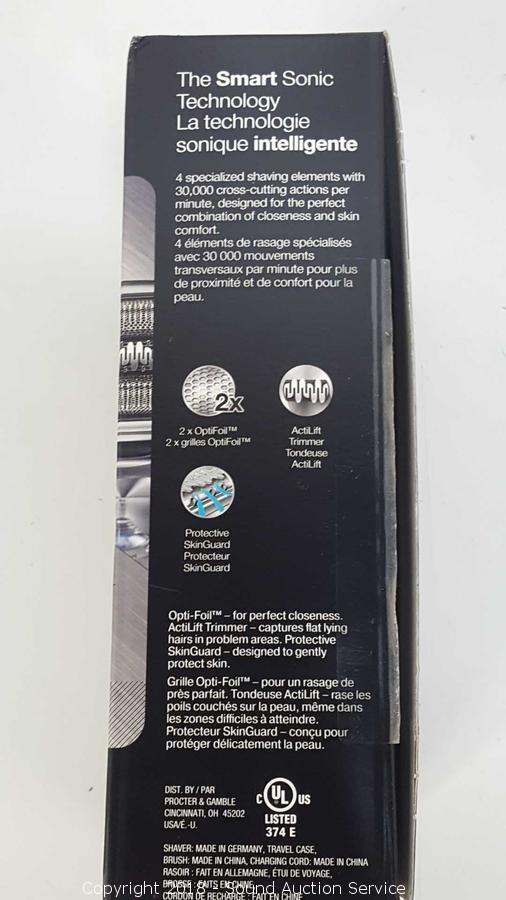 The Smart Sonic
Technology
La technologie
sonique intelligente
4 specialized shaving elements with
30,000 cross-cutting actions per
minute, designed for the perfect
combination of closeness and skin
comfort.
4 éléments de rasage spécialisés
avec 30 000 mouvements
transversaux par minute pour plus
de proximité et de confort pour la
peau.
2x
2 x OptiFoil™
2 x grilles OptiFoil™
ActiLift
Trimmer
Tondeuse
ActiLift
Protective
SkinGuard
Protecteur
SkinGuard
Opti-Foil™ – for perfect closeness.
ActiLift Trimmer – captures flat lying
hairs in problem areas. Protective
SkinGuard – designed to gently
protect skin.
Grille Opti-Foil™ – pour un rasage de
près parfait. Tondeuse ActiLift – rase les
poils couchés sur la peau, même dans
les zones difficiles à atteindre.
Protecteur SkinGuard – conçu pour
protéger délicatement la peau.
DIST. BY / PAR
PROCTER & GAMBLE
CINCINNATI, OH 45202
USA/É.-U.
C UL US
LISTED
374 E
SHAVER: MADE IN GERMANY, TRAVEL CASE,
BRUSH: MADE IN CHINA, CHARGING CORD: MADE IN CHINA
RASOIR : FAIT EN ALLEMAGNE, ÉTUI DE VOYAGE,
BROSSE : FAITS EN CHINE,
CORDON DE RECHARGE : FAIT EN CHINE
Copyright 2018 - Sound Auction Service